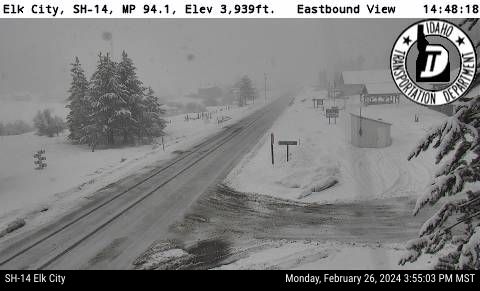 Elk City, SH-14, MP 94.1, Elev 3,939ft. Eastbound View 14:48:18
IDAHO
TRANSPORTATION DEPARTMENT
SH-14 Elk City Monday, February 26, 2024 3:55:03 PM MST